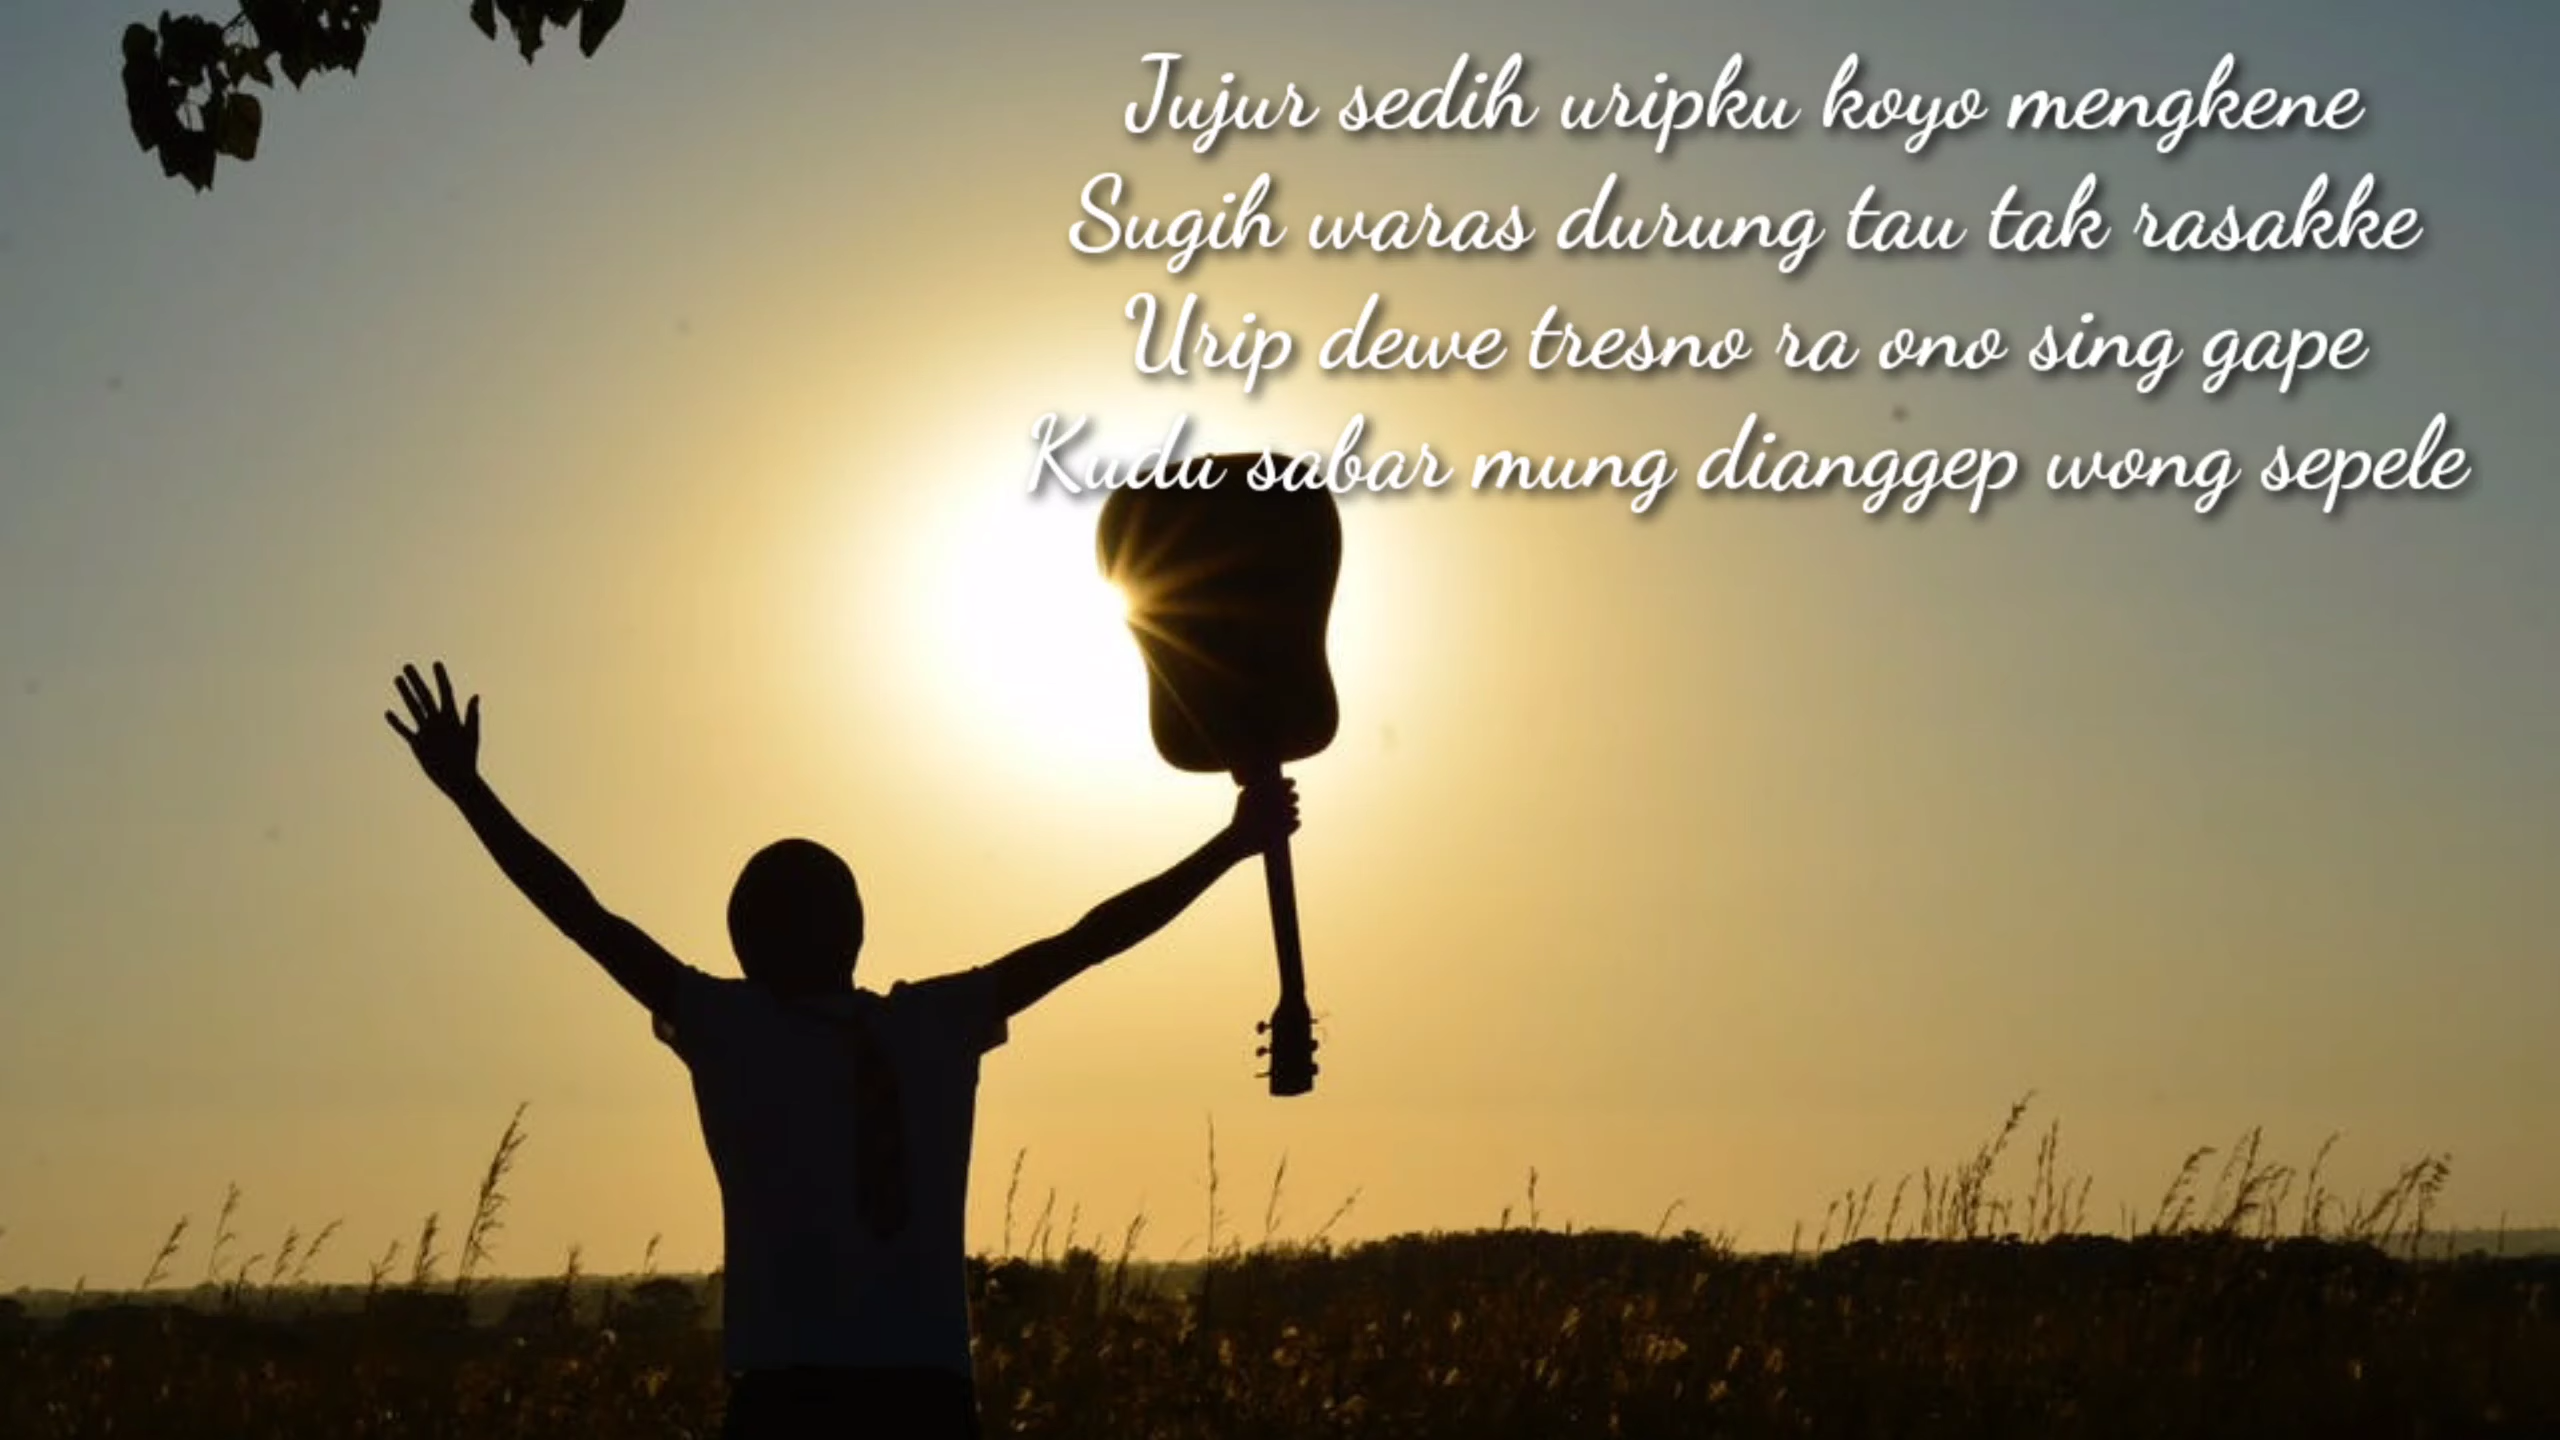 Jujur sedih uripku koyo mengkene
Sugih waras durung tau tak rasakke
Urip dewe tresno ra ono sing gape
Kudu sabar mung dianggep wong sepele